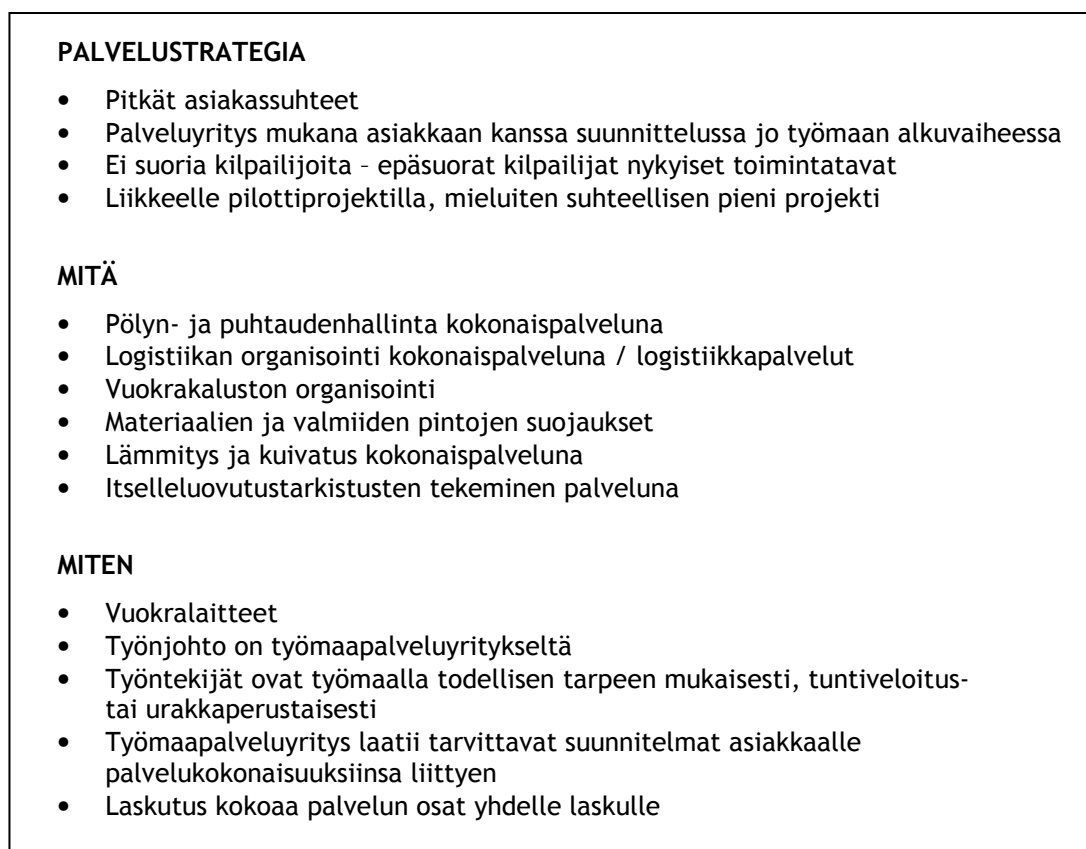 PALVELUSTRATEGIA
• Pitkät asiakassuhteet
• Palveluyritys mukana asiakkaan kanssa suunnittelussa jo työmaan alkuvaiheessa
• Ei suoria kilpailijoita – epäsuorat kilpailijat nykyiset toimintatavat
• Liikkeelle pilottiprojektilla, mieluiten suhteellisen pieni projekti
MITÄ
• Pölyn- ja puhtaudenhallinta kokonaispalveluna
• Logistiikan organisointi kokonaispalveluna / logistiikkapalvelut
• Vuokrakaluston organisointi
• Materiaalien ja valmiiden pintojen suojaukset
• Lämmitys ja kuivatus kokonaispalveluna
• Itselleluovutustarkistusten tekeminen palveluna
MITEN
• Vuokralaitteet
• Työnjohto on työmaapalveluyritykseltä
• Työntekijät ovat työmaalla todellisen tarpeen mukaisesti, tuntiveloitus-
tai urakkaperustaisesti
• Työmaapalveluyritys laatii tarvittavat suunnitelmat asiakkaalle
palvelukokonaisuuksiinsa liittyen
• Laskutus kokoaa palvelun osat yhdelle laskulle